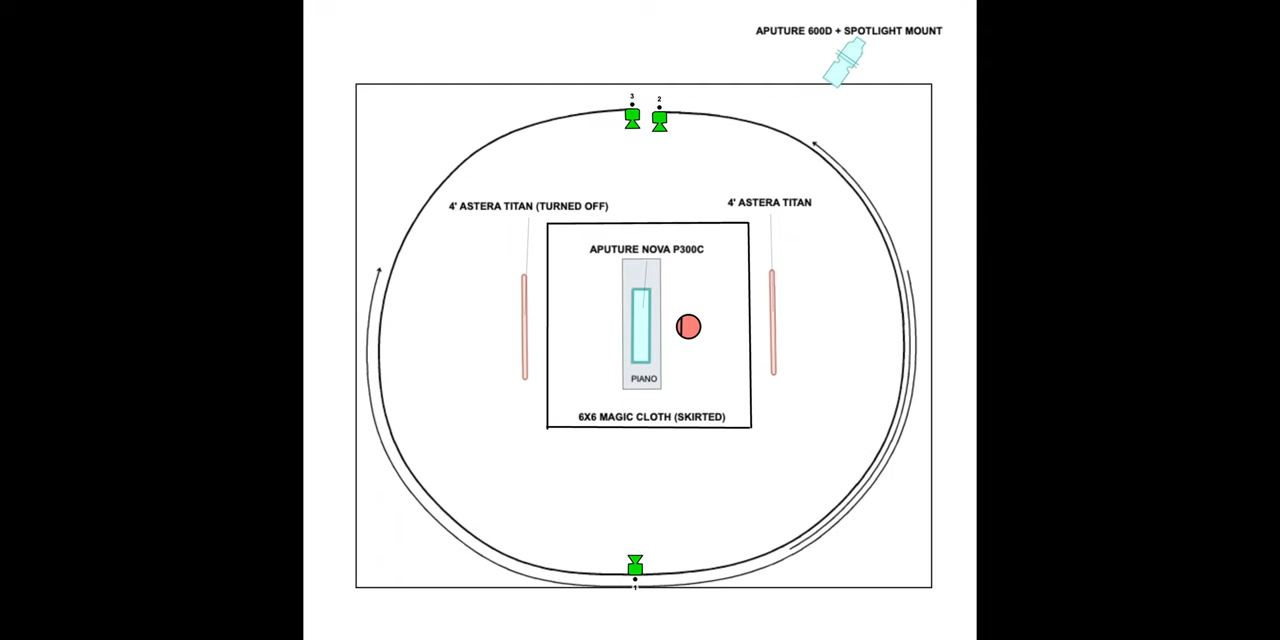 APUTURE 600D + SPOTLIGHT MOUNT
3
2
4' ASTERA TITAN (TURNED OFF)
4' ASTERA TITAN
APUTURE NOVA P300C
PIANO
6X6 MAGIC CLOTH (SKIRTED)
1